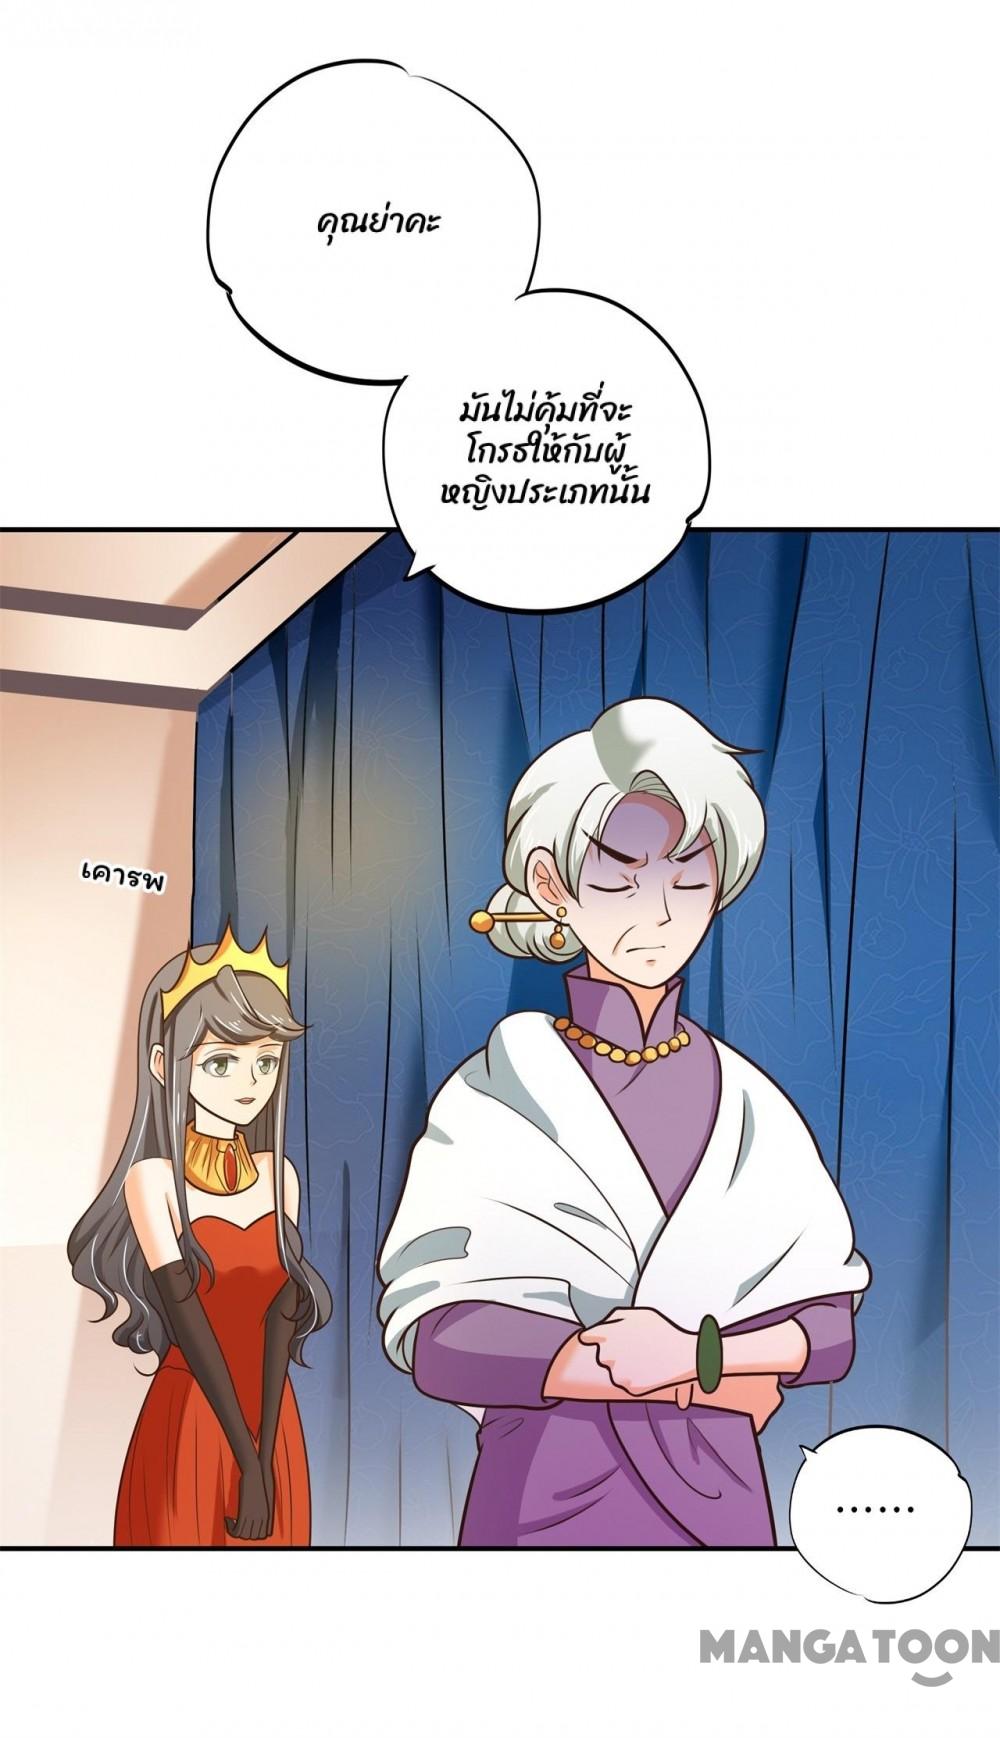 คุณย่าคะ
มันไม่คุ้มที่จะ
โกรธให้กับผู้
หญิงประเภทนั้น
เคารพ
......
MANGATOON